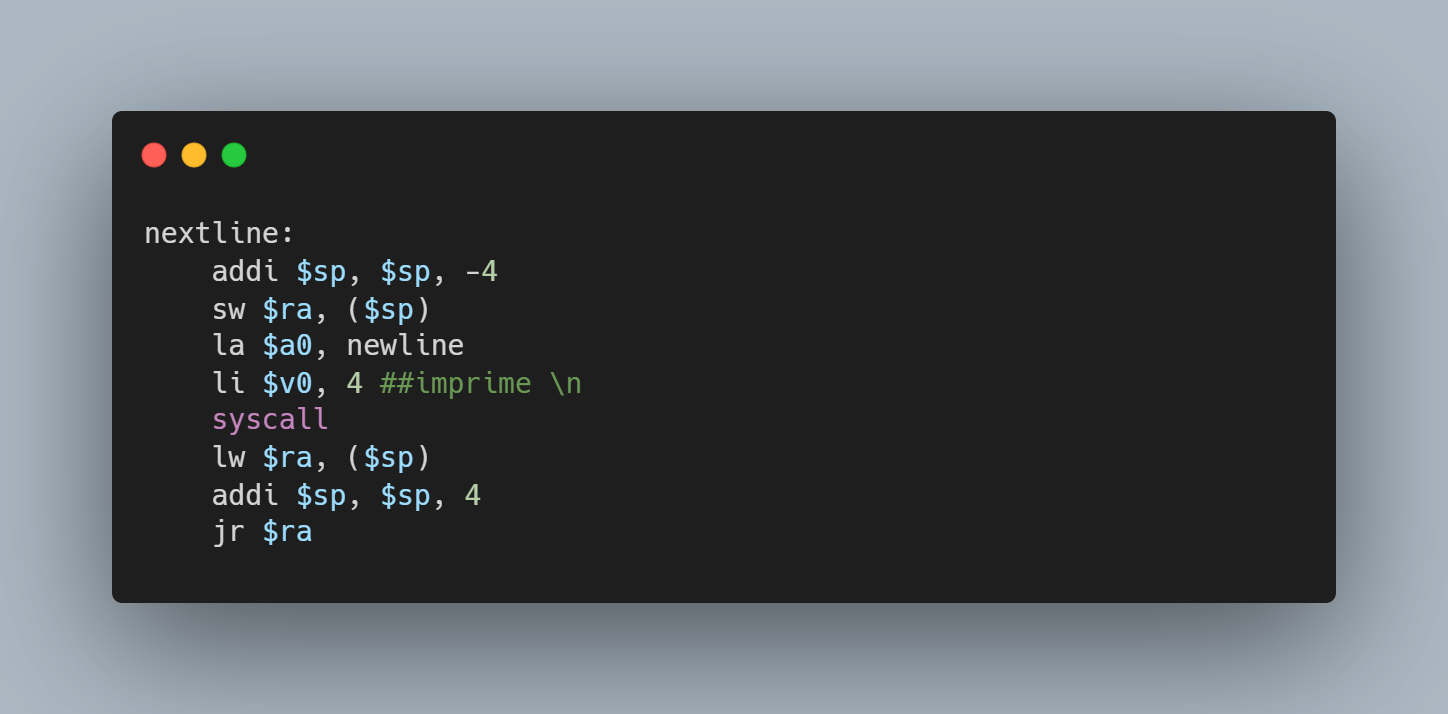 nextline:
    addi $sp, $sp, -4
    sw $ra, ($sp)
    la $a0, newline
    li $v0, 4 ##imprime \n
    syscall
    lw $ra, ($sp)
    addi $sp, $sp, 4
    jr $ra